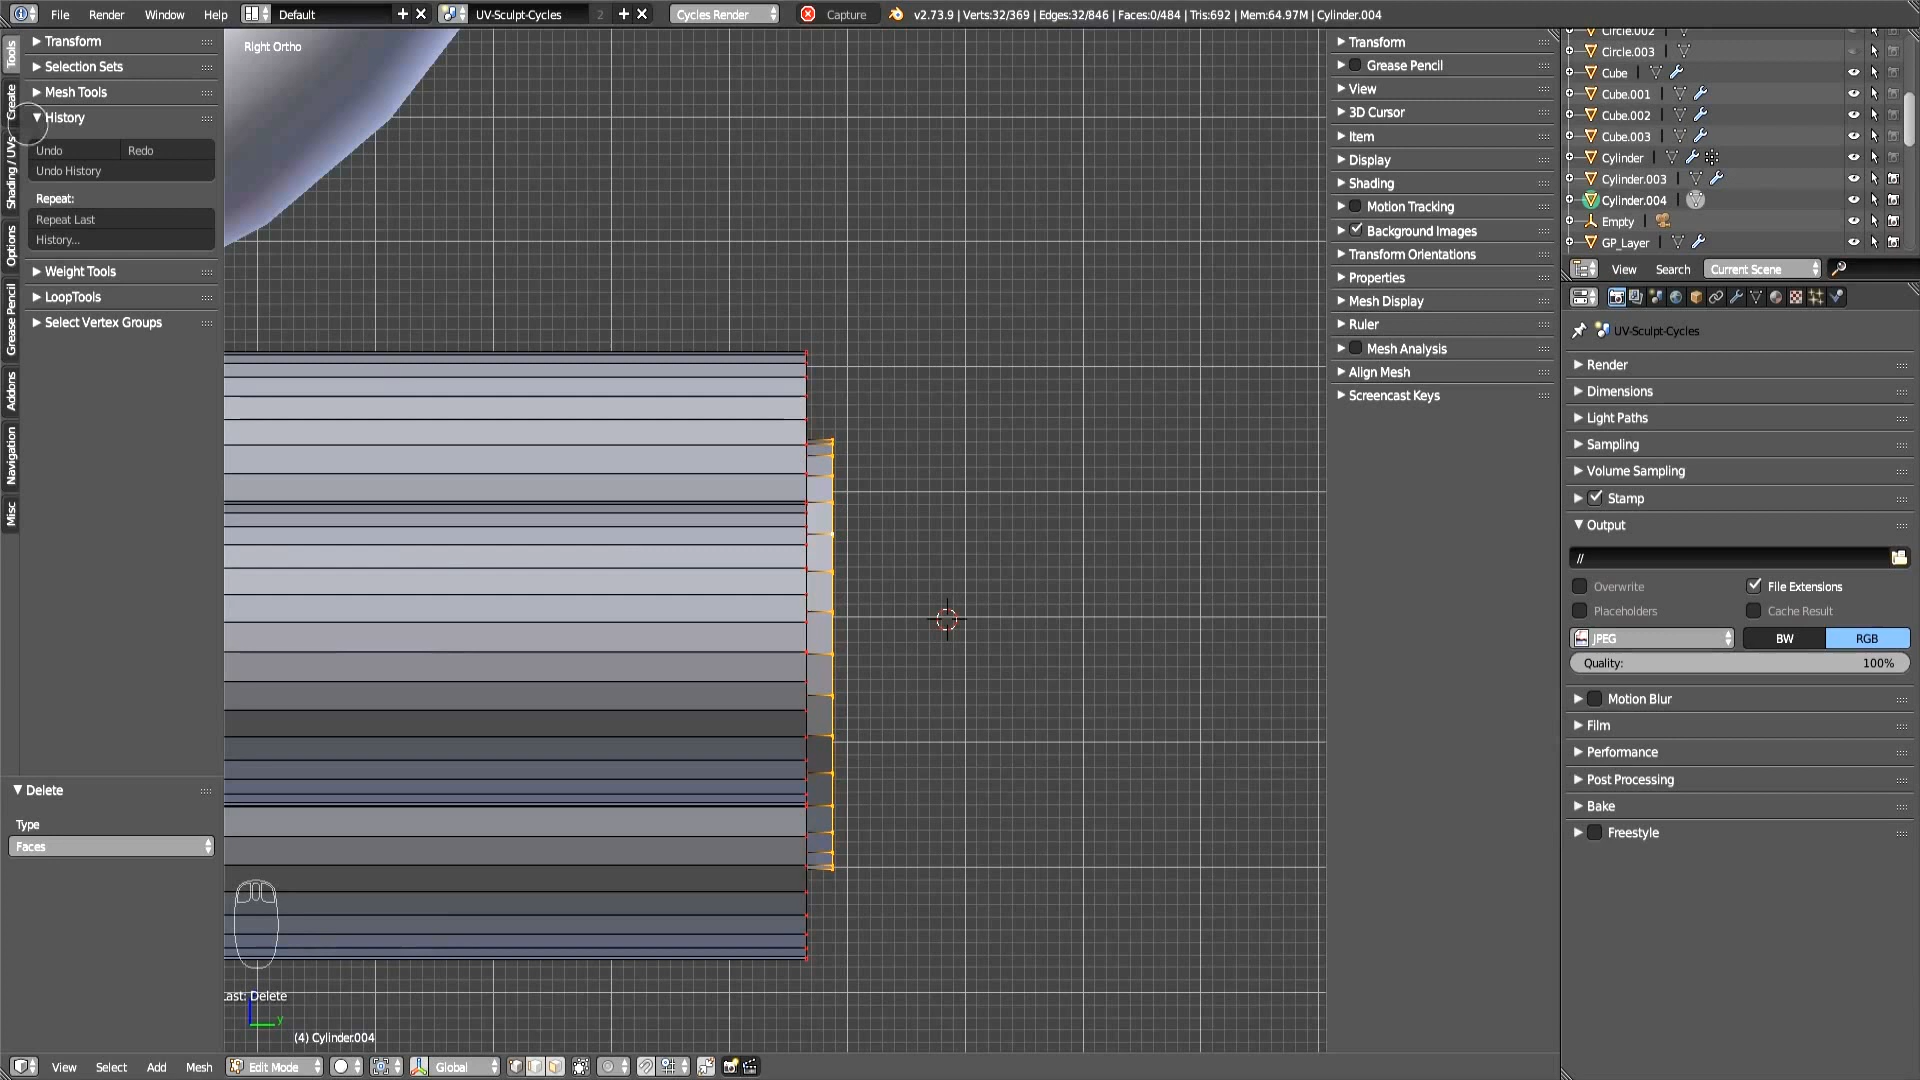 File Render Window Help Default UV-Sculpt-Cycles 2 Cycles Render Capture v2.73.9 | Verts:32/369 | Edges:32/846 | Faces:0/484 | Tris:692 | Mem:64.97M | Cylinder.004
Tools
Create
Shading / UVs
Options
Grease Pencil
Addons
Navigation
Misc
Transform
Selection Sets
Mesh Tools
History
Undo Redo
Undo History
Repeat:
Repeat Last
History...
Weight Tools
LoopTools
Select Vertex Groups
Delete
Type
Faces
Right Ortho
Last: Delete
y
(4) Cylinder.004
View Select Add Mesh Edit Mode Global
Transform
Grease Pencil
View
3D Cursor
Item
Display
Shading
Motion Tracking
Background Images
Transform Orientations
Properties
Mesh Display
Ruler
Mesh Analysis
Align Mesh
Screencast Keys
Circle.002
Circle.003
Cube
Cube.001
Cube.002
Cube.003
Cylinder
Cylinder.003
Cylinder.004
Empty
GP_Layer
View Search Current Scene
UV-Sculpt-Cycles
Render
Dimensions
Light Paths
Sampling
Volume Sampling
Stamp
Output
//
Overwrite File Extensions
Placeholders Cache Result
JPEG BW RGB
Quality: 100%
Motion Blur
Film
Performance
Post Processing
Bake
Freestyle